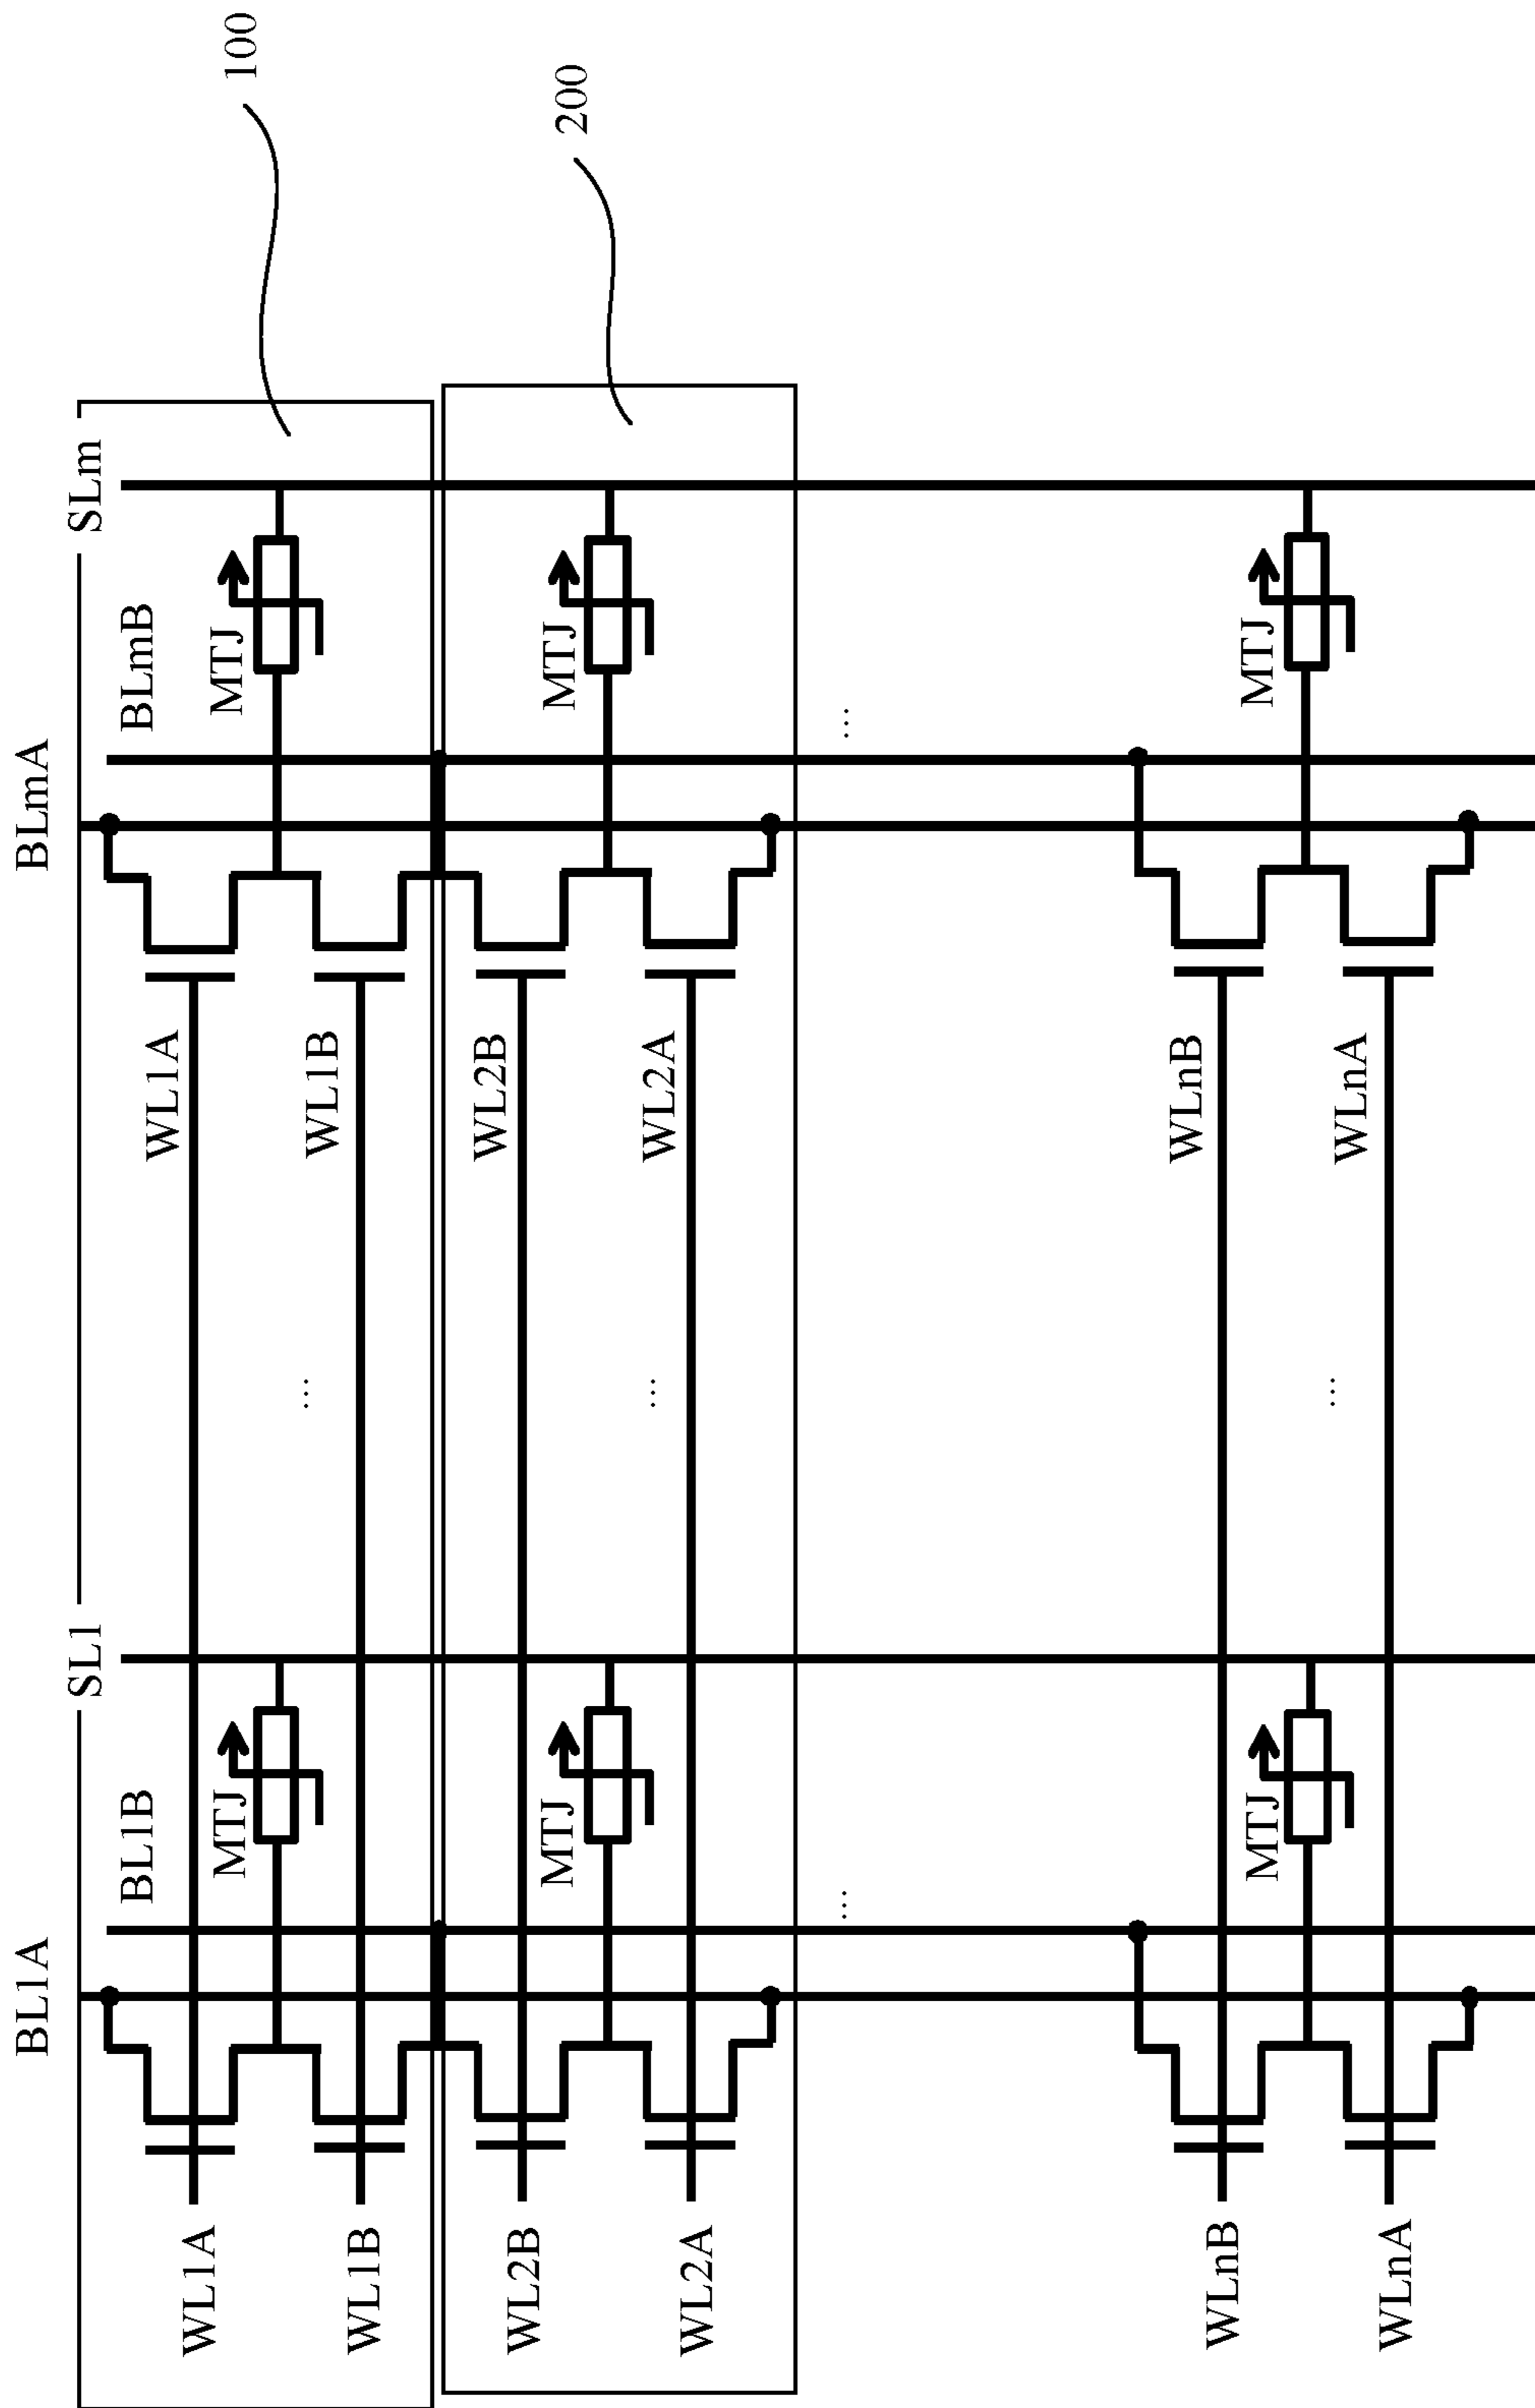 100
200
BLmA
SLm
BLmB
MTJ
MTJ
MTJ
...
WL1A
WL1B
WL2B
WL2A
WLnB
WLnA
...
...
...
BL1A
SL1
BL1B
MTJ
MTJ
MTJ
...
WL1A
WL1B
WL2B
WL2A
WLnB
WLnA